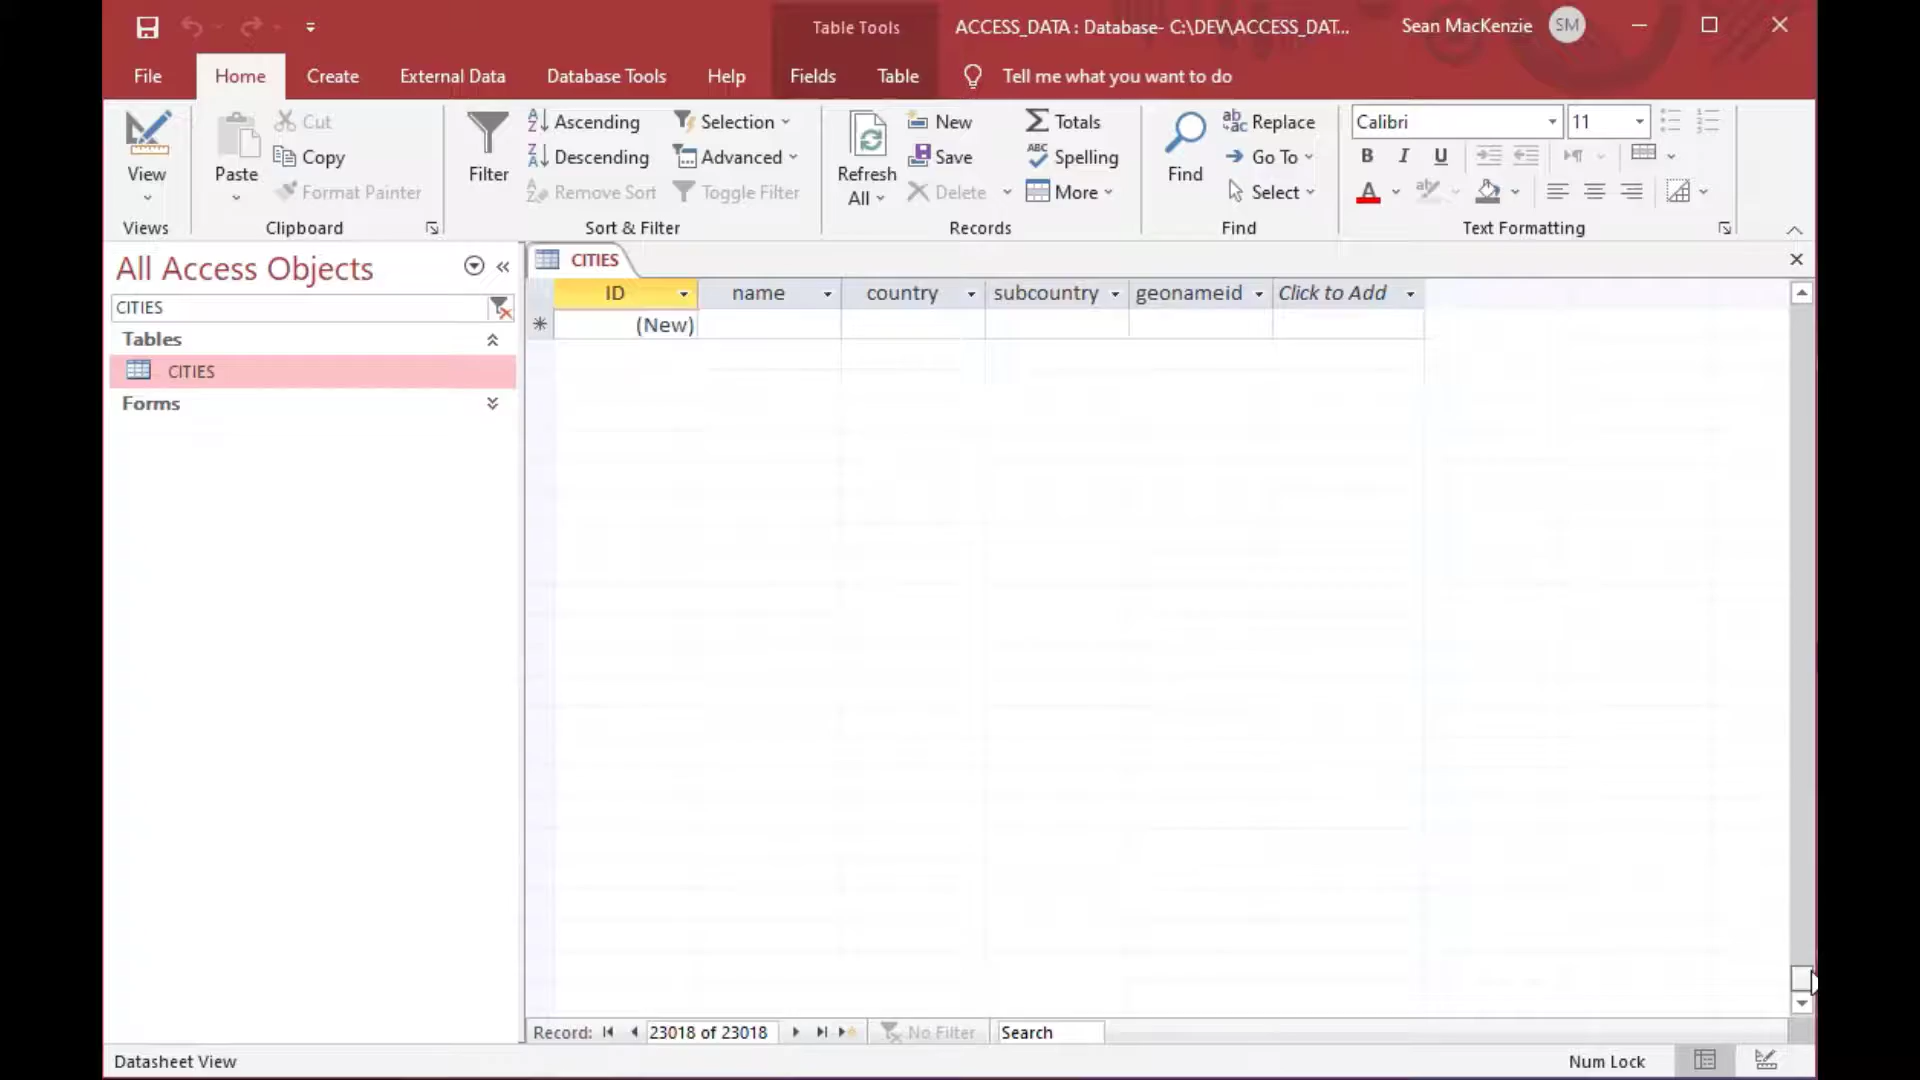 Table Tools
ACCESS_DATA : Database- C:\DEV\ACCESS_DAT...
Sean MacKenzie
SM
File
Home
Create
External Data
Database Tools
Help
Fields
Table
Tell me what you want to do
View
Views
Paste
Cut
Copy
Format Painter
Clipboard
Filter
Ascending
Descending
Remove Sort
Selection
Advanced
Toggle Filter
Sort & Filter
Refresh
All
New
Save
Delete
Totals
Spelling
More
Records
Find
Replace
Go To
Select
Find
Calibri
11
B I U
A
Text Formatting
All Access Objects
CITIES
Tables
CITIES
Forms
CITIES
ID name country subcountry geonameid Click to Add
(New)
Record: 23018 of 23018 No Filter Search
Datasheet View
Num Lock